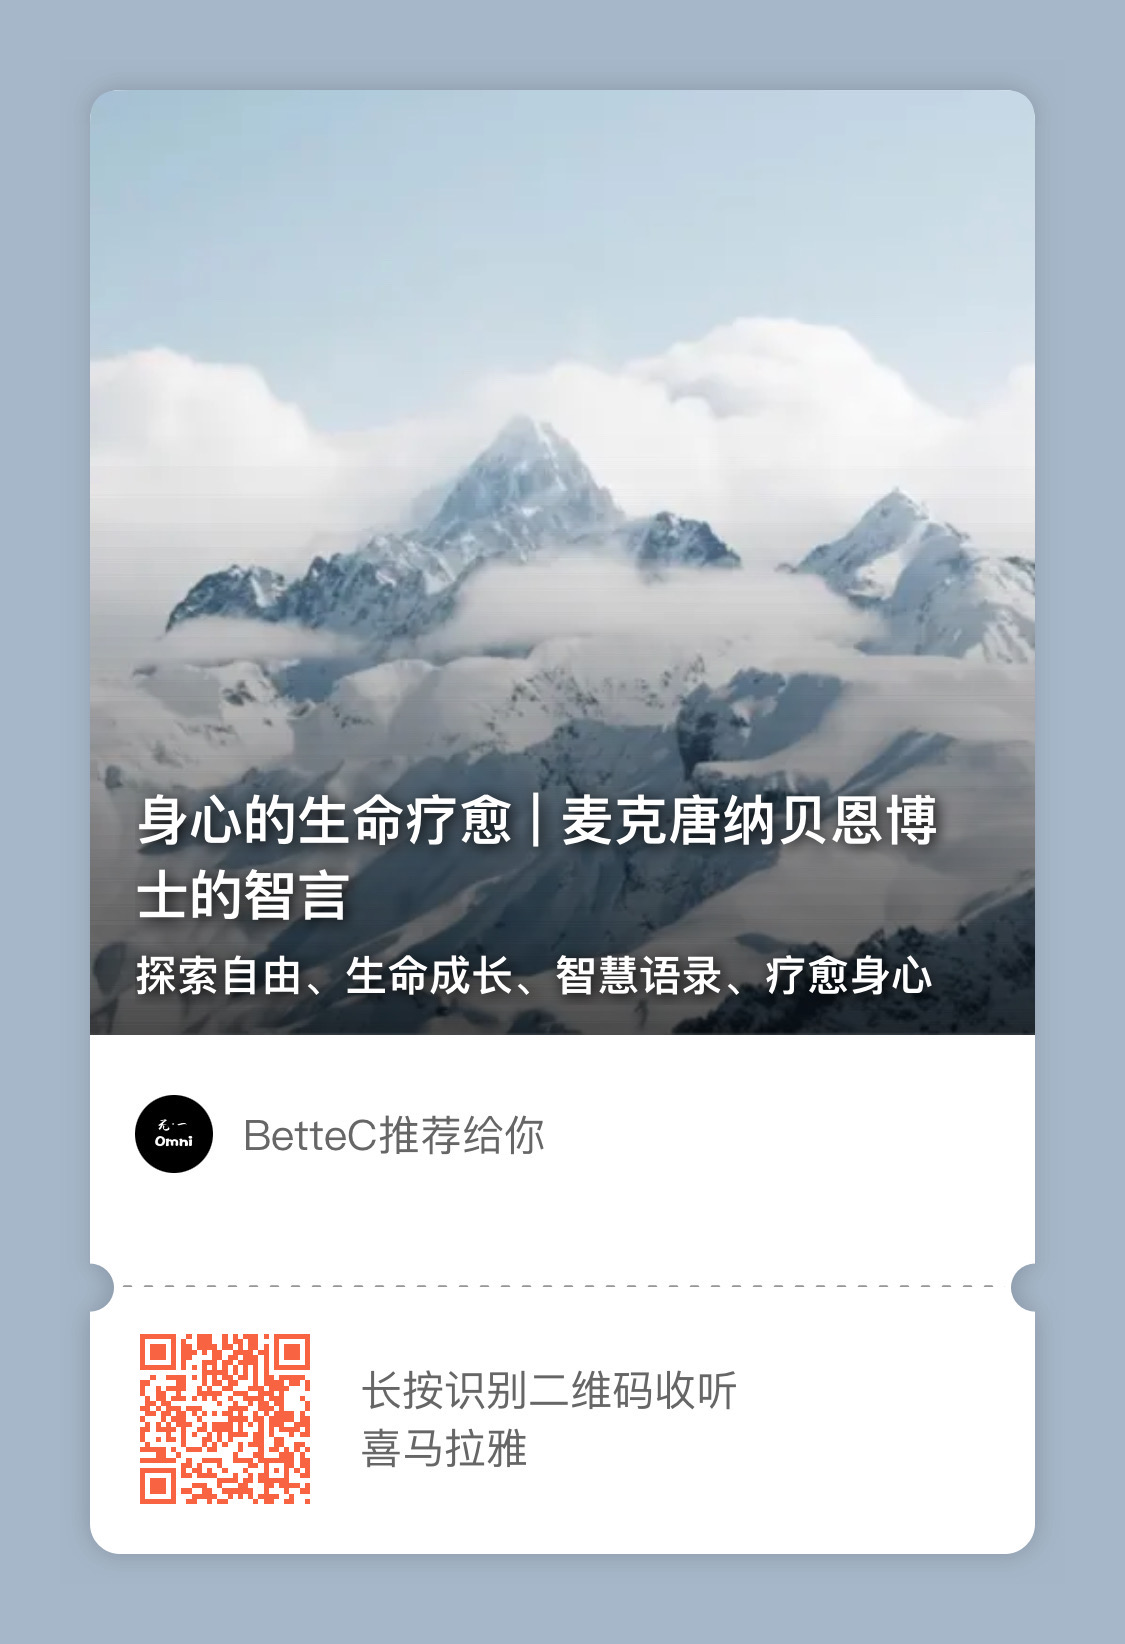 身心的生命疗愈｜麦克唐纳贝恩博
士的智言
探索自由、生命成长、智慧语录、疗愈身心
无·一
Omni
BetteC推荐给你
长按识别二维码收听
喜马拉雅